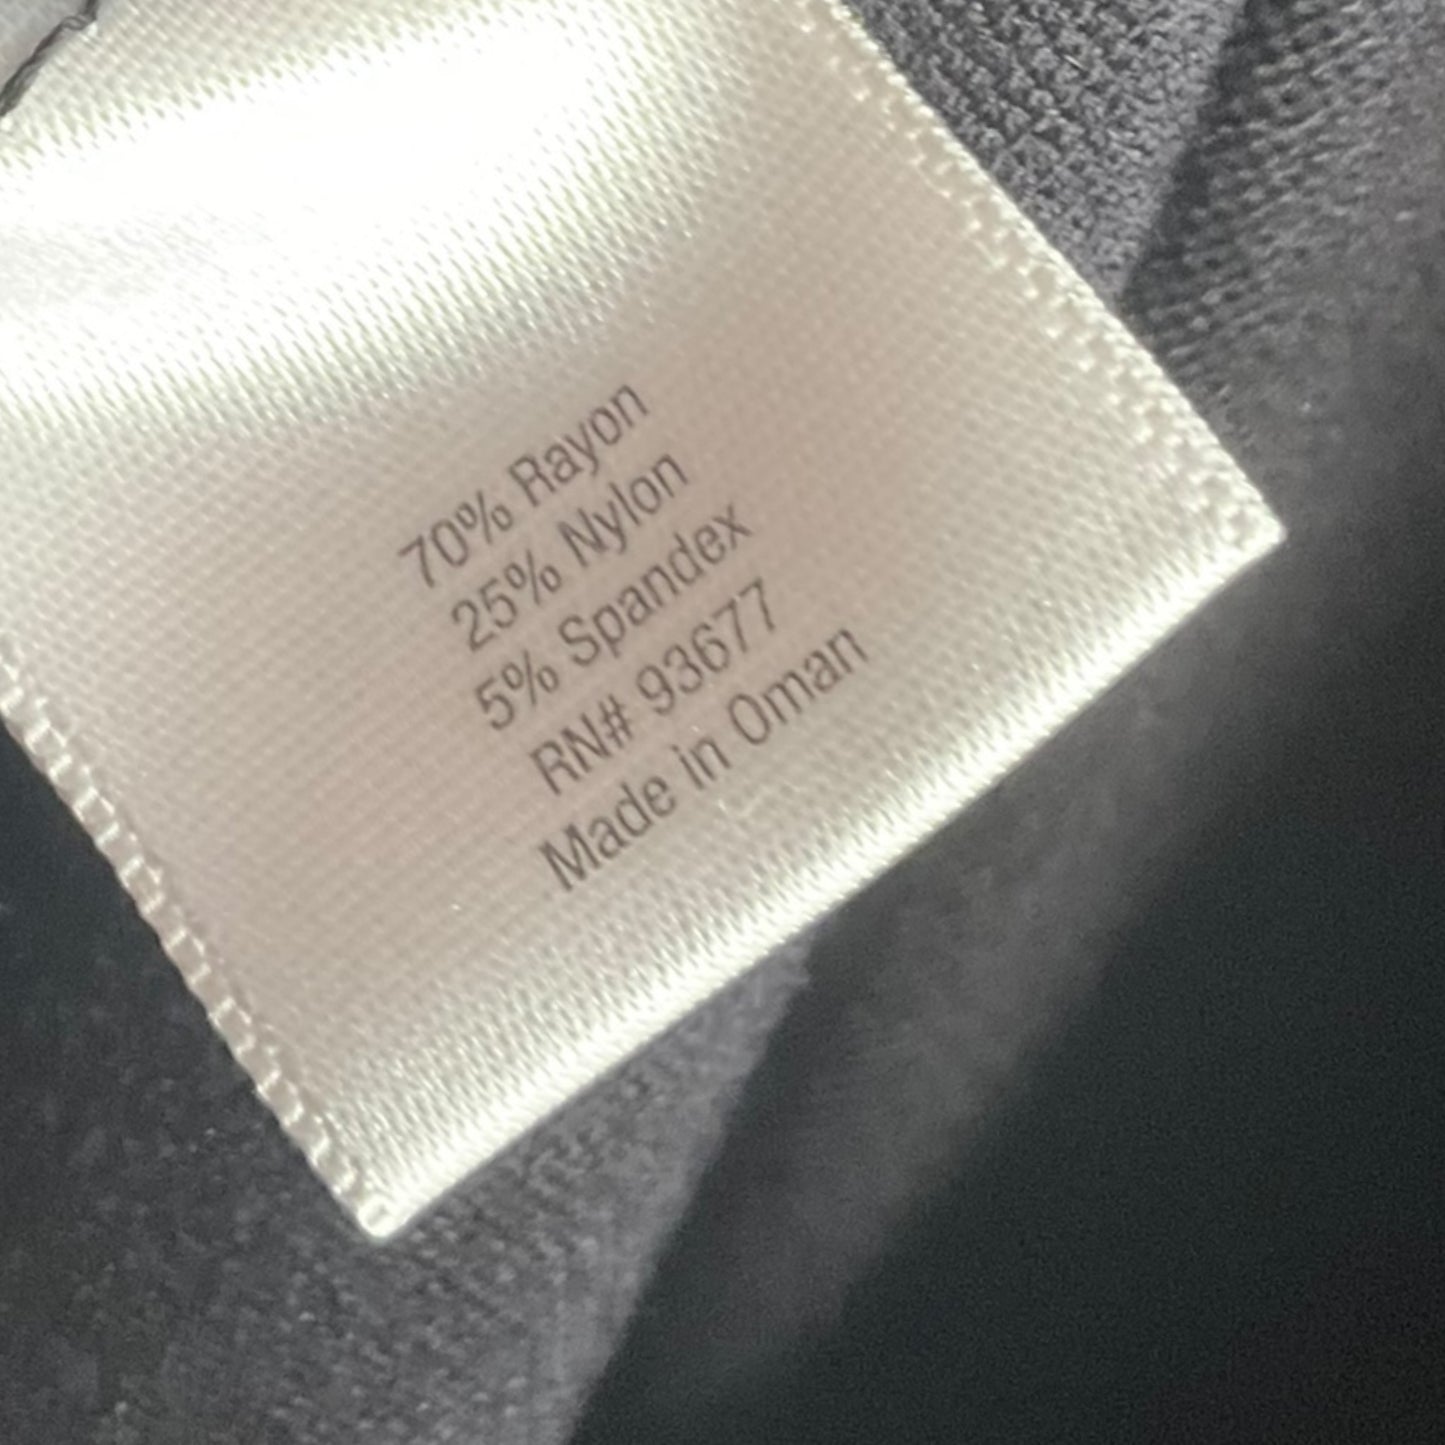 70% Rayon
25% Nylon
5% Spandex
RN# 93677
Made in Oman